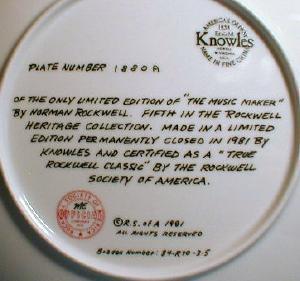 AMERICA'S OLDEST
Knowles
MADE IN FINE CHINA
PLATE NUMBER 1880A
OF THE ONLY LIMITED EDITION OF "THE MUSIC MAKER"
BY NORMAN ROCKWELL. FIFTH IN THE ROCKWELL
HERITAGE COLLECTION. MADE IN A LIMITED
EDITION PERMANENTLY CLOSED IN 1981 BY
KNOWLES AND CERTIFIED AS A "TRUE
ROCKWELL CLASSIC" BY THE ROCKWELL
SOCIETY OF AMERICA.
© R.S. of A 1981
ALL RIGHTS RESERVED
Bradex Number: 84-R70-3.5